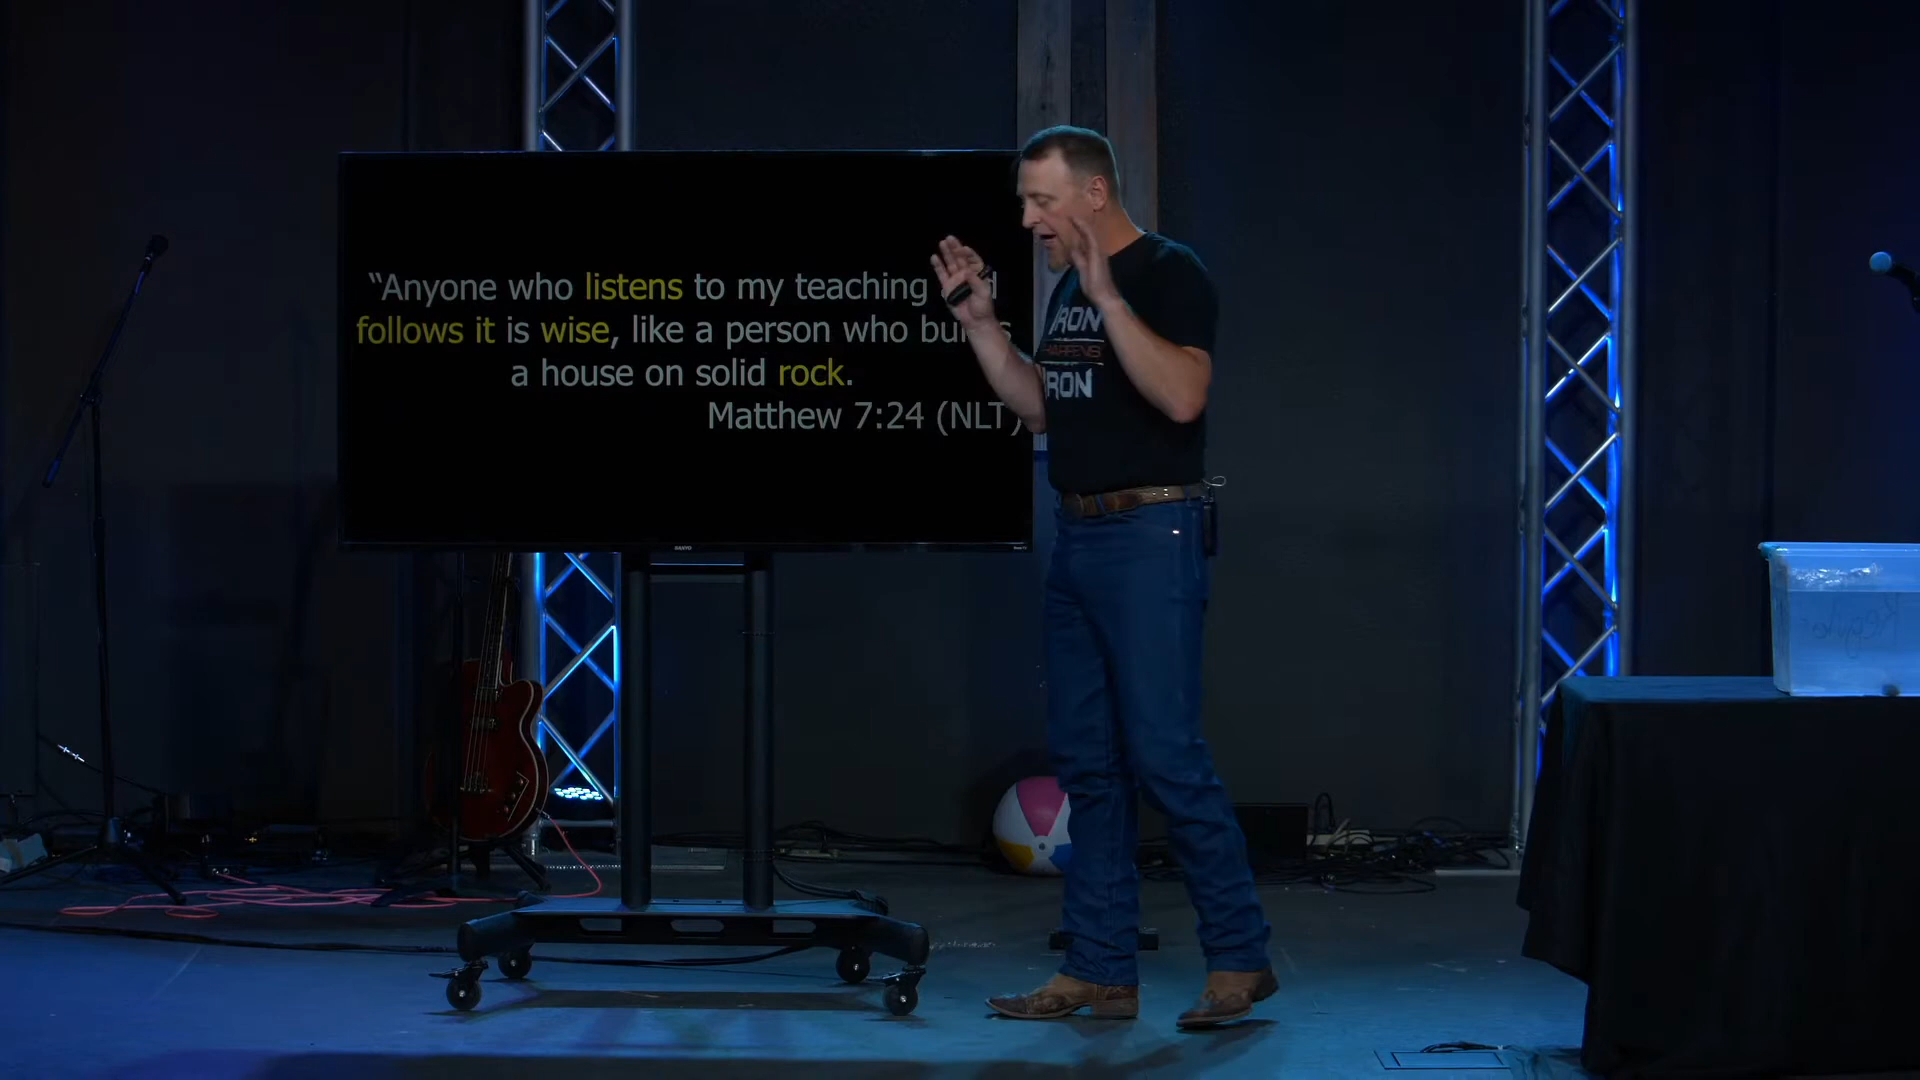 “Anyone who listens to my teaching
follows it is wise, like a person who
a house on solid rock.
Matthew 7:24 (NLT)
IRON
IRON
SANYO